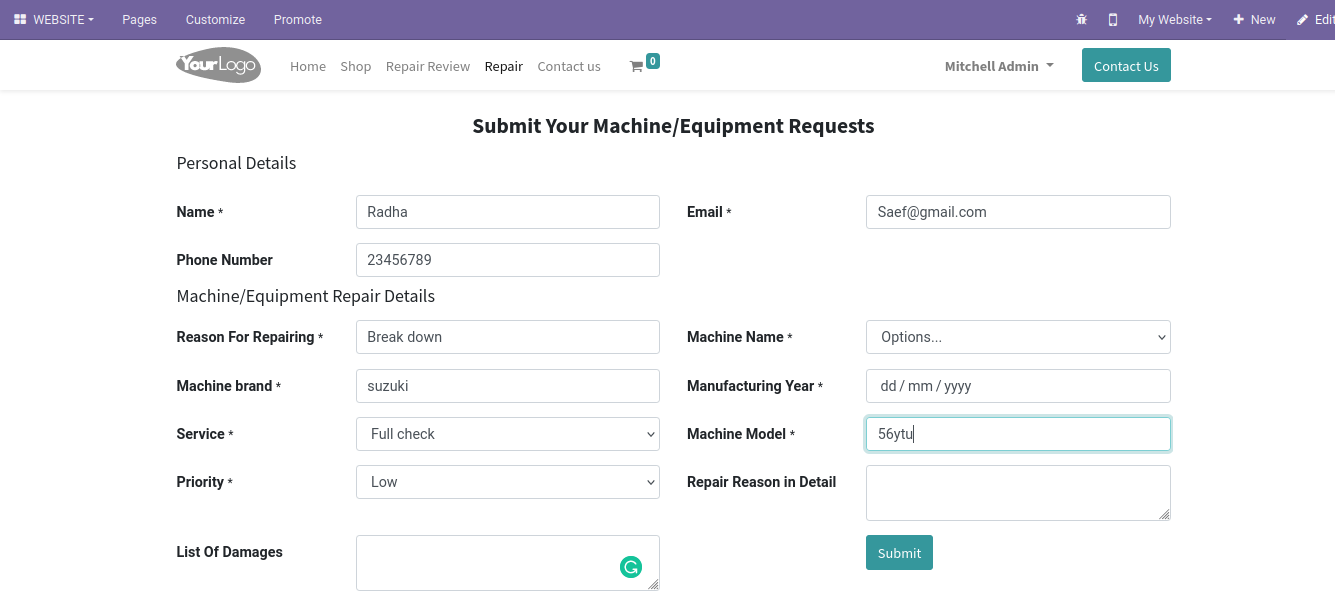 WEBSITE Pages Customize Promote My Website New Edit
YourLogo Home Shop Repair Review Repair Contact us 0 Mitchell Admin Contact Us
Submit Your Machine/Equipment Requests
Personal Details
Name * Radha Email * Saef@gmail.com
Phone Number 23456789
Machine/Equipment Repair Details
Reason For Repairing * Break down Machine Name * Options...
Machine brand * suzuki Manufacturing Year * dd / mm / yyyy
Service * Full check Machine Model * 56ytu
Priority * Low Repair Reason in Detail
List Of Damages Submit